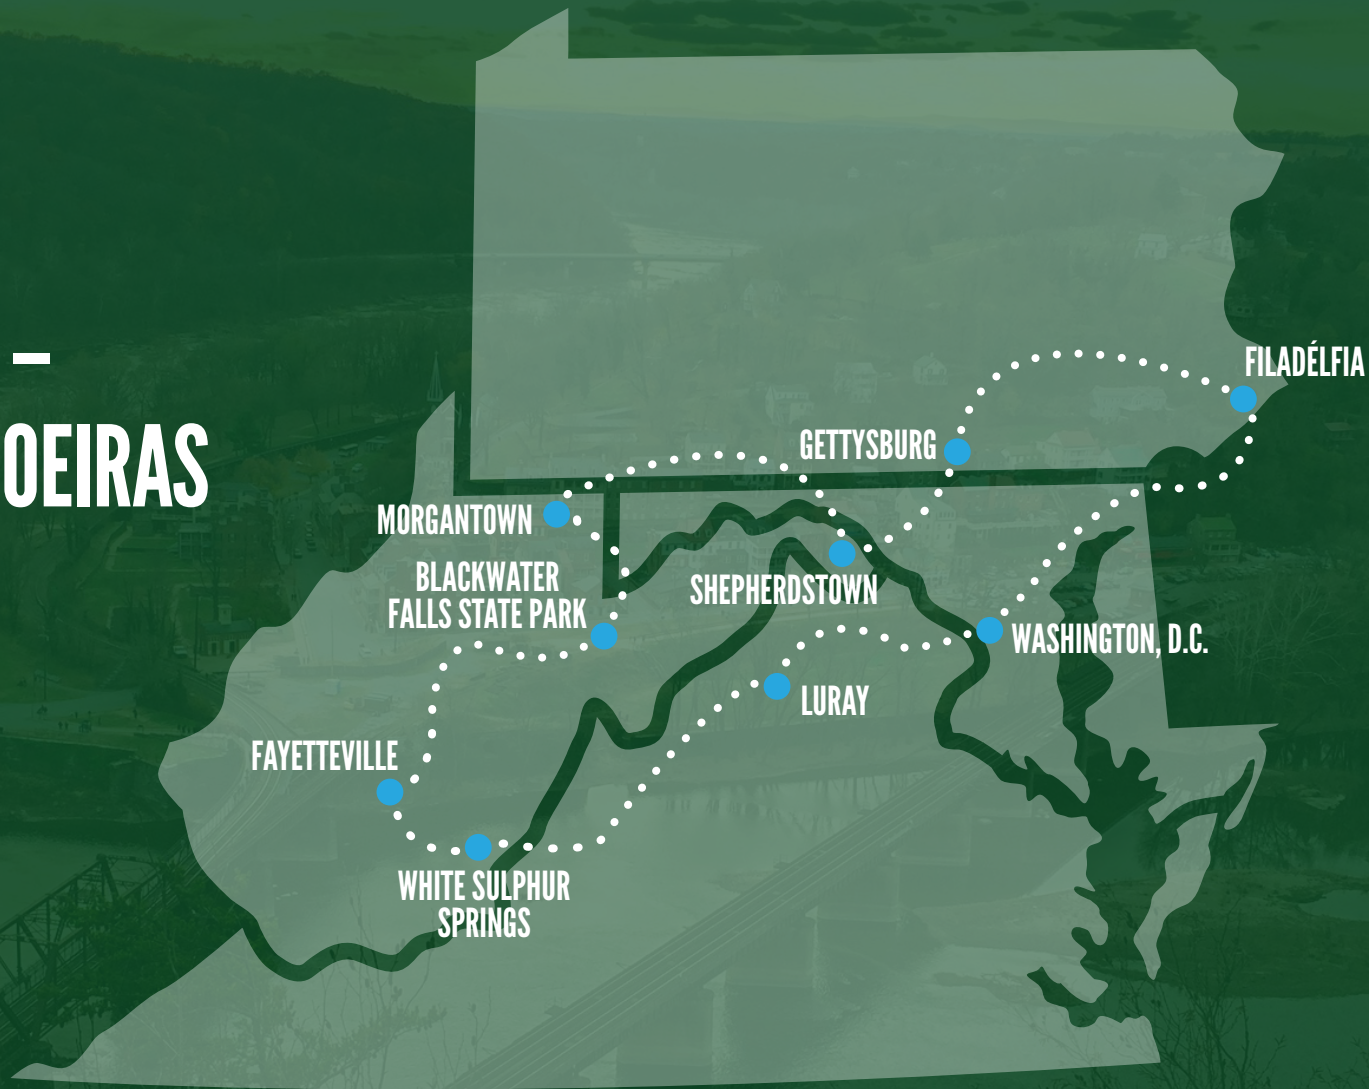 –
OEIRAS
FILADÉLFIA
GETTYSBURG
MORGANTOWN
BLACKWATER
FALLS STATE PARK
SHEPHERDSTOWN
WASHINGTON, D.C.
LURAY
FAYETTEVILLE
WHITE SULPHUR
SPRINGS